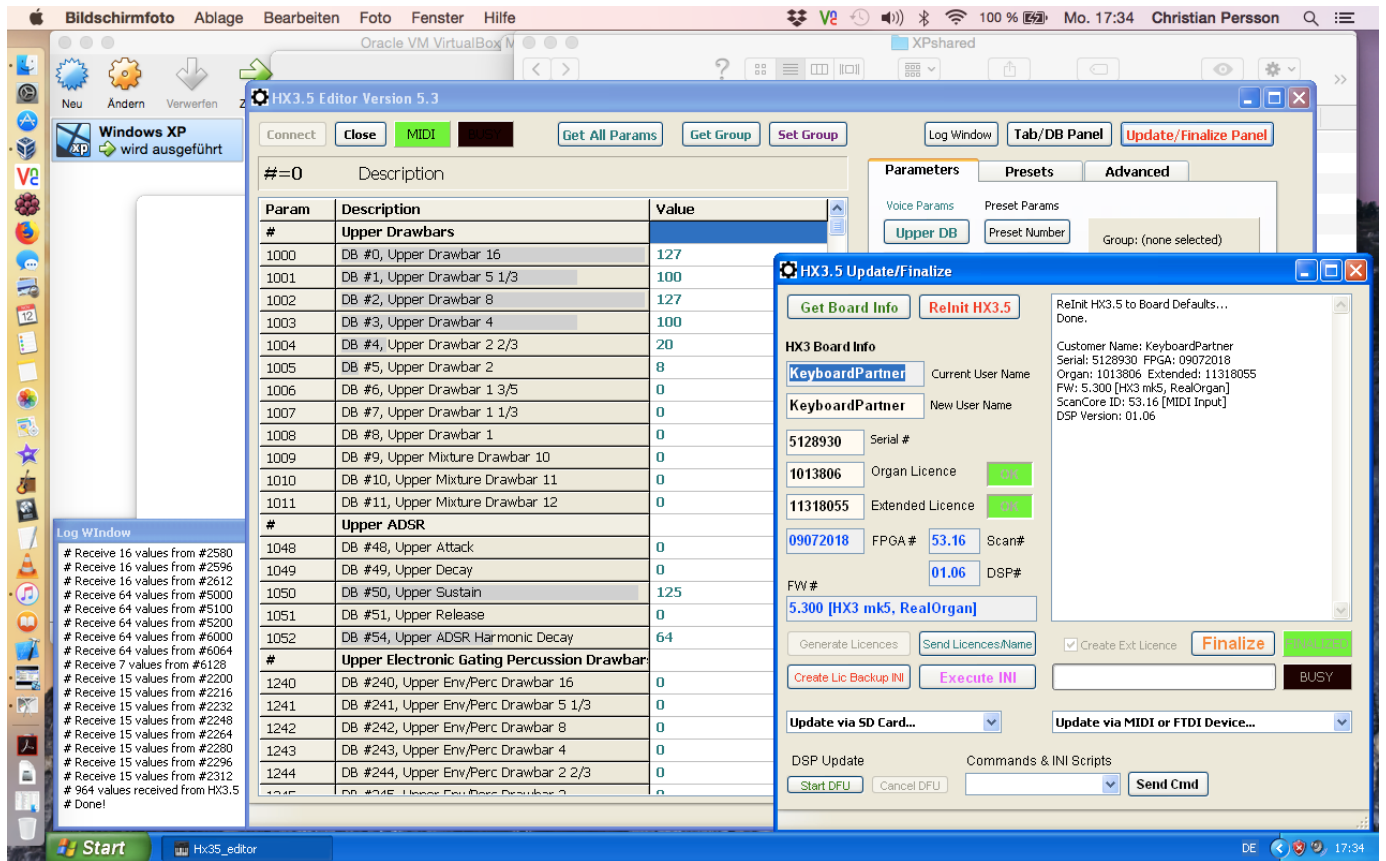 Bildschirmfoto Ablage Bearbeiten Foto Fenster Hilfe 100 % Mo. 17:34 Christian Persson
Oracle VM VirtualBox M
XPshared
Neu Ändern Verwerfen Z
Windows XP
wird ausgeführt
HX3.5 Editor Version 5.3
Connect Close MIDI BUSY Get All Params Get Group Set Group Log Window Tab/DB Panel Update/Finalize Panel
#=0 Description
Parameters Presets Advanced
Voice Params Preset Params
Upper DB Preset Number Group: (none selected)
Param Description Value
# Upper Drawbars
1000 DB #0, Upper Drawbar 16 127
1001 DB #1, Upper Drawbar 5 1/3 100
1002 DB #2, Upper Drawbar 8 127
1003 DB #3, Upper Drawbar 4 100
1004 DB #4, Upper Drawbar 2 2/3 20
1005 DB #5, Upper Drawbar 2 8
1006 DB #6, Upper Drawbar 1 3/5 0
1007 DB #7, Upper Drawbar 1 1/3 0
1008 DB #8, Upper Drawbar 1 0
1009 DB #9, Upper Mixture Drawbar 10 0
1010 DB #10, Upper Mixture Drawbar 11 0
1011 DB #11, Upper Mixture Drawbar 12 0
# Upper ADSR
1048 DB #48, Upper Attack 0
1049 DB #49, Upper Decay 0
1050 DB #50, Upper Sustain 125
1051 DB #51, Upper Release 0
1052 DB #54, Upper ADSR Harmonic Decay 64
# Upper Electronic Gating Percussion Drawbar
1240 DB #240, Upper Env/Perc Drawbar 16 0
1241 DB #241, Upper Env/Perc Drawbar 5 1/3 0
1242 DB #242, Upper Env/Perc Drawbar 8 0
1243 DB #243, Upper Env/Perc Drawbar 4 0
1244 DB #244, Upper Env/Perc Drawbar 2 2/3 0
1245 DB #245, Upper Env/Perc Drawbar 2 0
Log WIndow
# Receive 16 values from #2580
# Receive 16 values from #2596
# Receive 16 values from #2612
# Receive 64 values from #5000
# Receive 64 values from #5100
# Receive 64 values from #5200
# Receive 64 values from #6000
# Receive 64 values from #6064
# Receive 7 values from #6128
# Receive 15 values from #2200
# Receive 15 values from #2216
# Receive 15 values from #2232
# Receive 15 values from #2248
# Receive 15 values from #2264
# Receive 15 values from #2280
# Receive 15 values from #2296
# Receive 15 values from #2312
# 964 values received from HX3.5
# Done!
HX3.5 Update/Finalize
Get Board Info ReInit HX3.5
HX3 Board Info
KeyboardPartner Current User Name
KeyboardPartner New User Name
5128930 Serial #
1013806 Organ Licence OK
11318055 Extended Licence OK
09072018 FPGA# 53.16 Scan#
01.06 DSP#
FW#
5.300 [HX3 mk5, RealOrgan]
ReInit HX3.5 to Board Defaults...
Done.
Customer Name: KeyboardPartner
Serial: 5128930 FPGA: 09072018
Organ: 1013806 Extended: 11318055
FW: 5.300 [HX3 mk5, RealOrgan]
ScanCore ID: 53.16 [MIDI Input]
DSP Version: 01.06
Generate Licences Send Licences/Name Create Ext Licence Finalize FINALIZED
Create Lic Backup INI Execute INI BUSY
Update via SD Card... Update via MIDI or FTDI Device...
DSP Update Commands & INI Scripts
Start DFU Cancel DFU Send Cmd
Start Hx35_editor DE 17:34